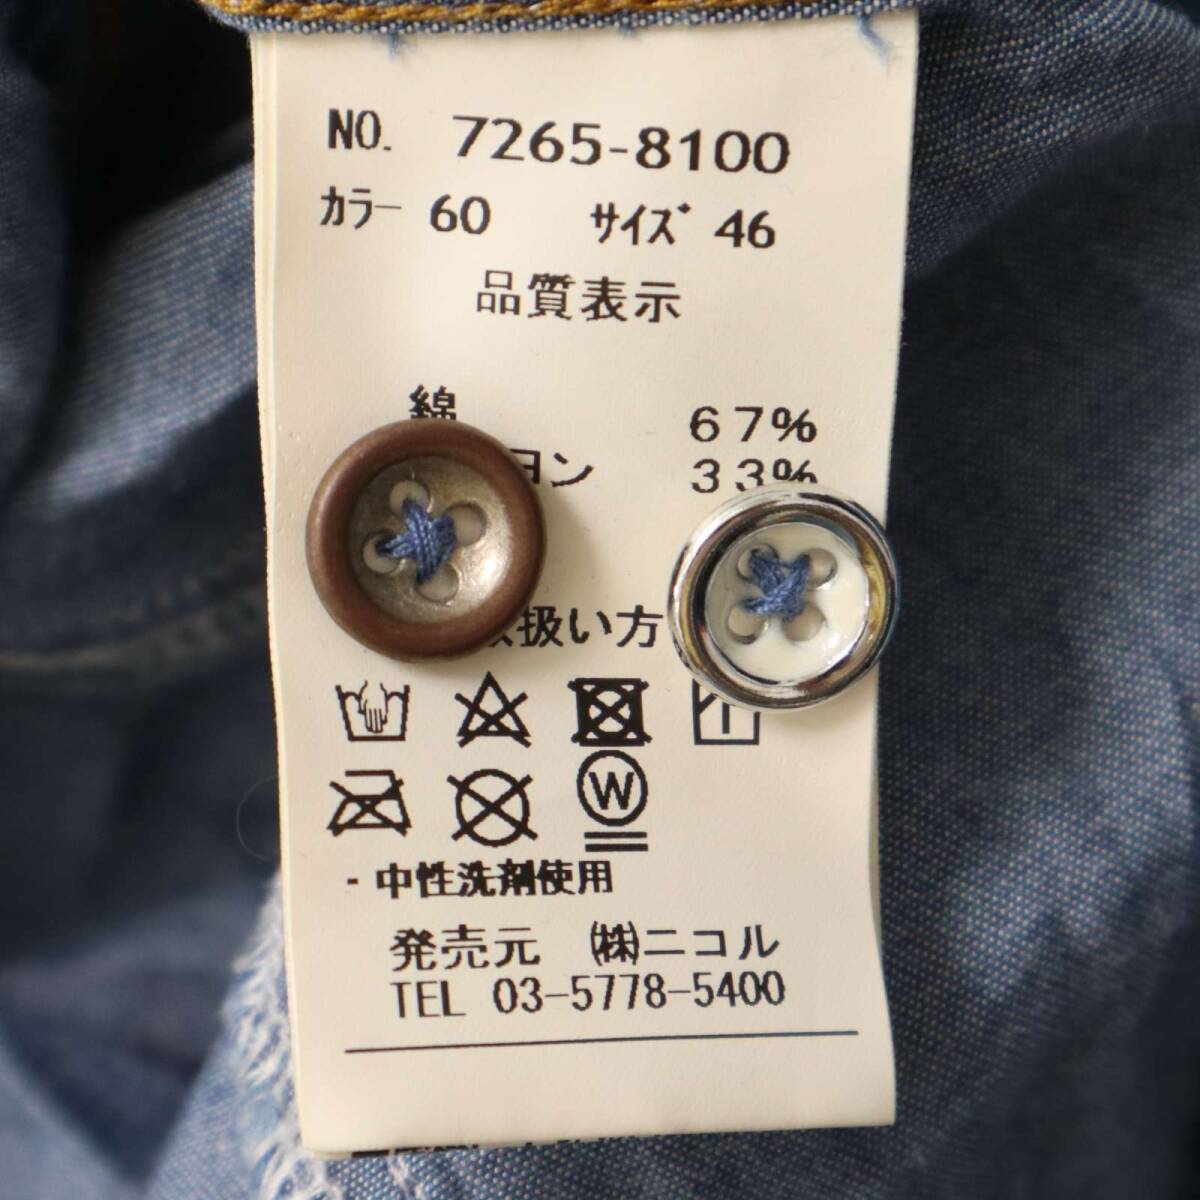 NO. 7265-8100
カラー 60 サイズ 46
品質表示
綿 67%
ヨン 33%
扱い方
W
・中性洗剤使用
発売元 ㈱ニコル
TEL 03-5778-5400